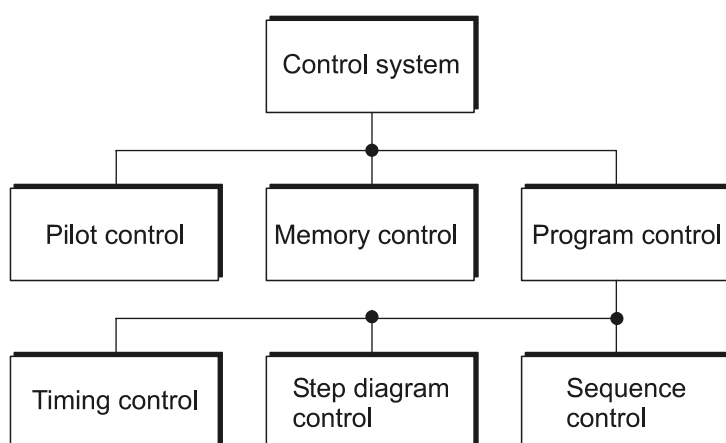 Control system
Pilot control
Memory control
Program control
Timing control
Step diagram
control
Sequence
control